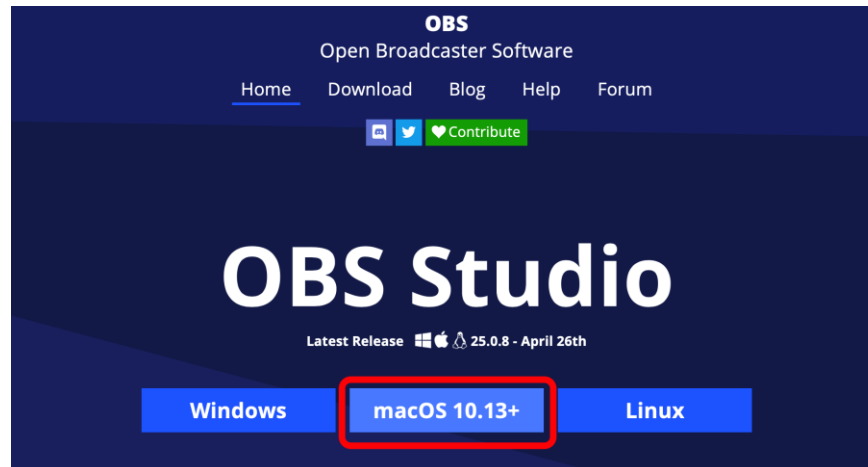 OBS
Open Broadcaster Software
Home Download Blog Help Forum
Contribute
OBS Studio
Latest Release 25.0.8 - April 26th
Windows macOS 10.13+ Linux